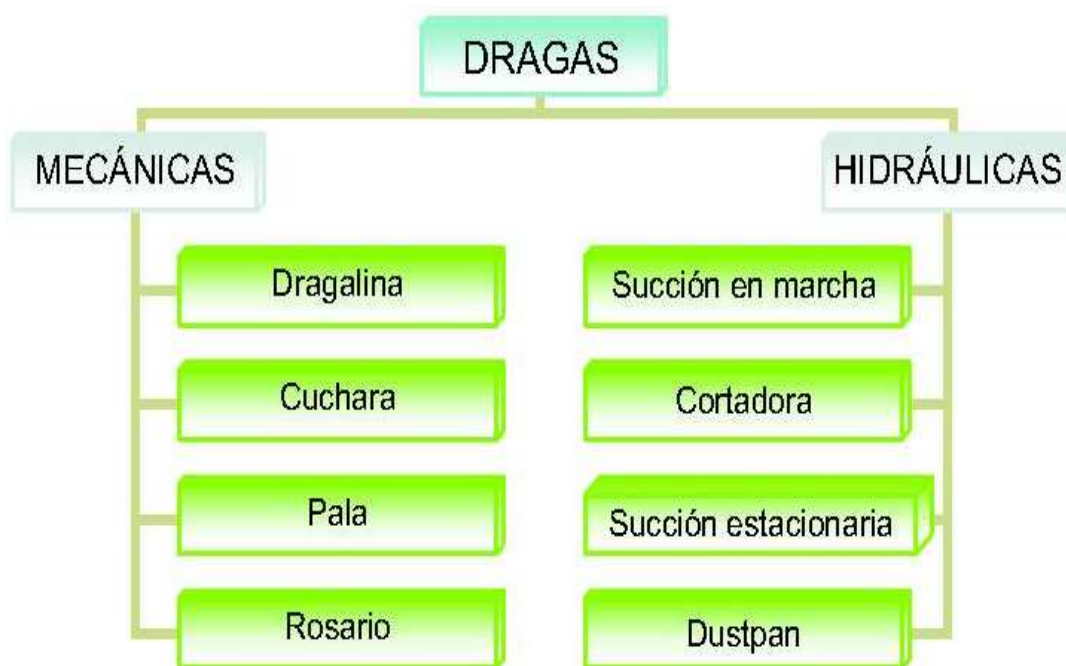 DRAGAS
MECÁNICAS
HIDRÁULICAS
Dragalina
Succión en marcha
Cuchara
Cortadora
Pala
Succión estacionaria
Rosario
Dustpan